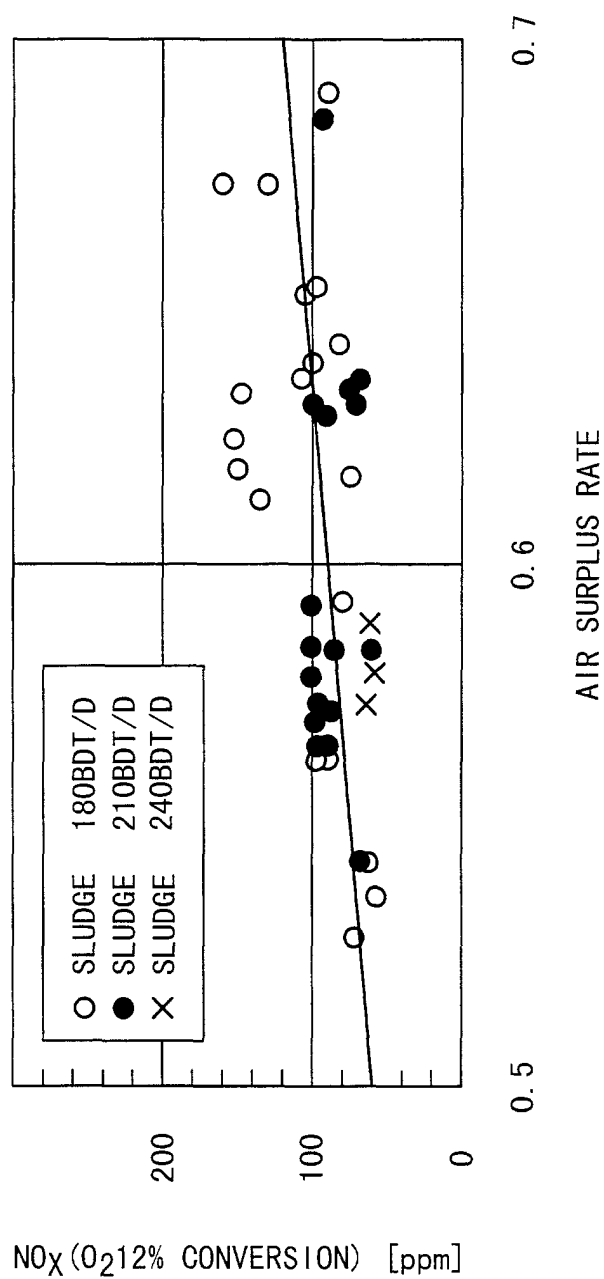 NOX(O212% CONVERSION) [ppm]
200
100
0
○ SLUDGE 180BDT/D
● SLUDGE 210BDT/D
× SLUDGE 240BDT/D
0.5
0.6
0.7
AIR SURPLUS RATE